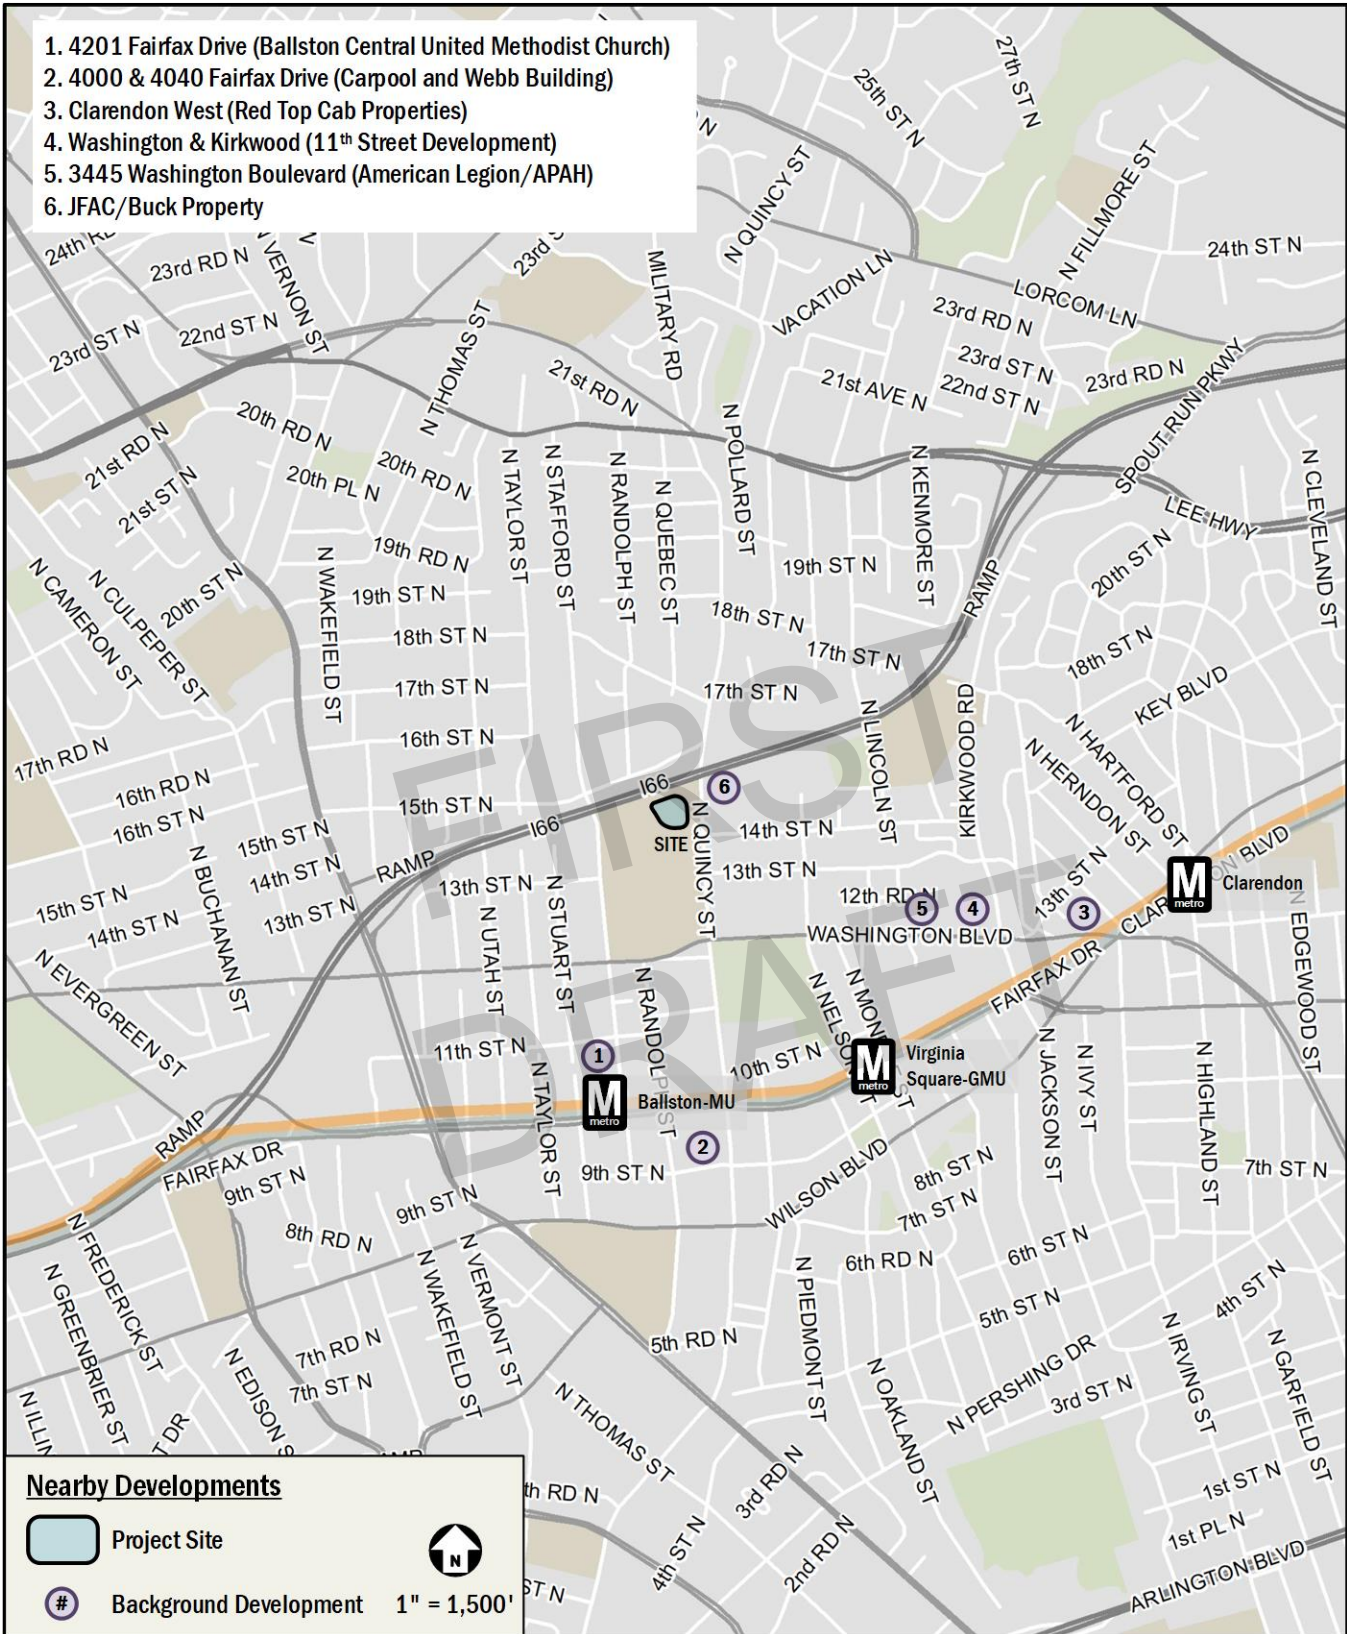 1. 4201 Fairfax Drive (Ballston Central United Methodist Church)
2. 4000 & 4040 Fairfax Drive (Carpool and Webb Building)
3. Clarendon West (Red Top Cab Properties)
4. Washington & Kirkwood (11th Street Development)
5. 3445 Washington Boulevard (American Legion/APAH)
6. JFAC/Buck Property
27th ST N
25th ST N
N QUINCY ST
N FILLMORE ST
24th ST N
N VERNON ST
23rd RD N
MILITARY RD
VACATION LN
LORCOM LN
23rd RD N
22nd ST N
23rd ST N
N THOMAS ST
23rd ST N
23rd RD N
SPOUT RUN PKWY
21st RD N
21st AVE N
22nd ST N
20th RD N
21st RD N
N POLLARD ST
20th RD N
20th PL N
N TAYLOR ST
N STAFFORD ST
N RANDOLPH ST
N QUEBEC ST
N KENMORE ST
N CLEVELAND ST
21st ST N
LEE HWY
19th RD N
19th ST N
20th ST N
RAMP
N CAMERON ST
N CULPEPER ST
20th ST N
N WAKEFIELD ST
19th ST N
18th ST N
18th ST N
17th ST N
18th ST N
17th ST N
17th ST N
KEY BLVD
N LINCOLN ST
KIRKWOOD RD
N HARTFORD ST
N HERNDON ST
16th ST N
17th RD N
16th RD N
16th ST N
15th ST N
I66
6
SITE
N QUINCY ST
14th ST N
I66
15th ST N
RAMP
14th ST N
13th ST N
13th ST N
13th ST N
N BUCHANAN ST
15th ST N
14th ST N
N UTAH ST
N STUART ST
12th RD N
5
4
3
13th ST N
M
metro
Clarendon
CLARENDON BLVD
WASHINGTON BLVD
FAIRFAX DR
N EDGEWOOD ST
N EVERGREEN ST
N RANDOLPH ST
N NELSON ST
11th ST N
1
10th ST N
M
metro
Virginia
Square-GMU
N JACKSON ST
N IVY ST
N HIGHLAND ST
N TAYLOR ST
M
metro
Ballston-MU
2
RAMP
FAIRFAX DR
9th ST N
9th ST N
9th ST N
WILSON BLVD
8th ST N
7th ST N
7th ST N
8th RD N
N FREDERICK ST
N GREENBRIER ST
N WAKEFIELD ST
N VERMONT ST
N PIEDMONT ST
6th RD N
6th ST N
5th ST N
4th ST N
5th RD N
7th RD N
7th ST N
N EDISON S
N THOMAS ST
N OAKLAND ST
N PERSHING DR
3rd ST N
N IRVING ST
N GARFIELD ST
3rd RD N
4th ST N
2nd RD N
1st ST N
1st PL N
ARLINGTON BLVD
FIRST
DRAFT
Nearby Developments
Project Site
N
# Background Development 1" = 1,500'